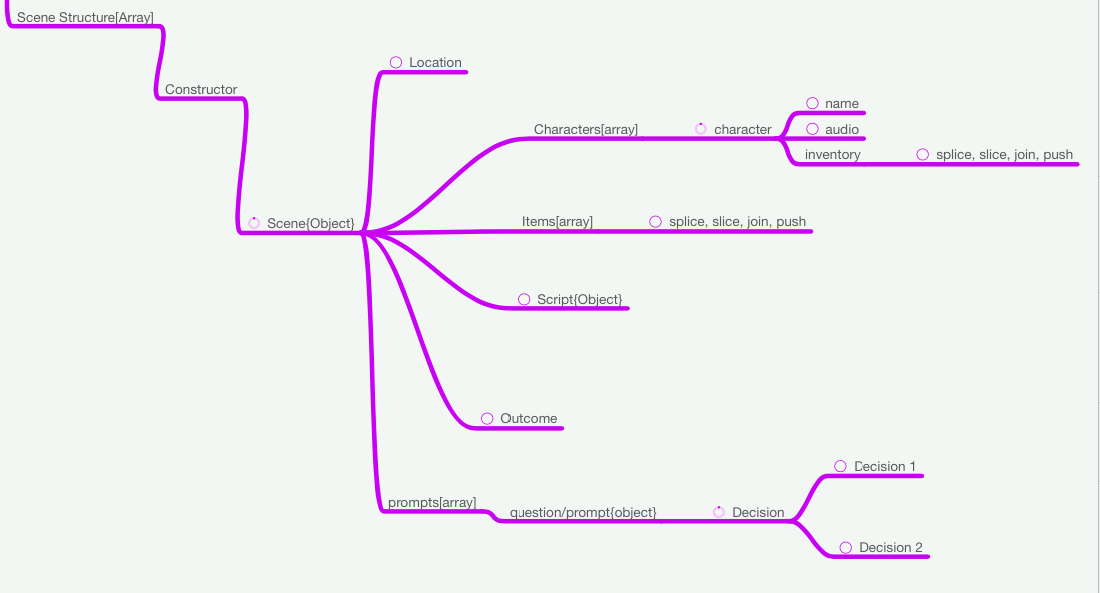 Scene Structure[Array]
Constructor
Scene{Object}
Location
Characters[array]
character
name
audio
inventory
splice, slice, join, push
Items[array]
splice, slice, join, push
Script{Object}
Outcome
prompts[array]
question/prompt{object}
Decision
Decision 1
Decision 2